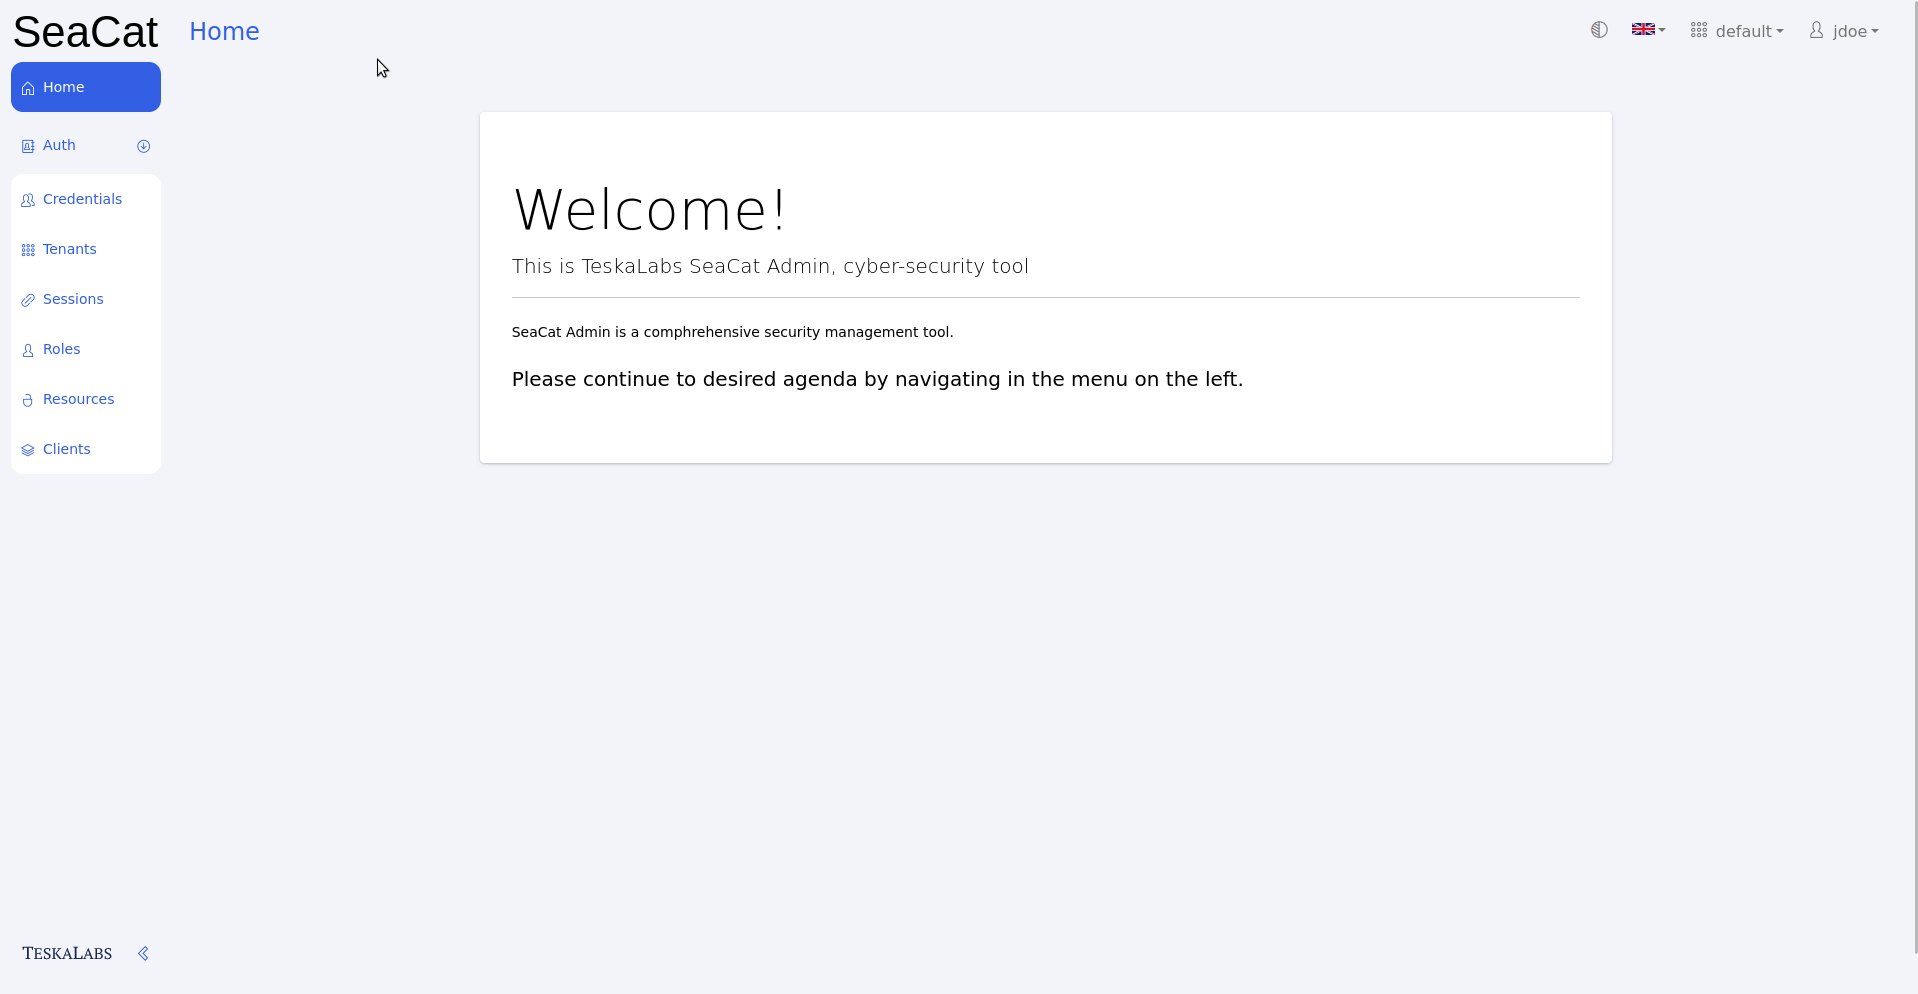 SeaCat
Home
default
jdoe
Home
Auth
Credentials
Tenants
Sessions
Roles
Resources
Clients
Welcome!
This is TeskaLabs SeaCat Admin, cyber-security tool
SeaCat Admin is a comphrehensive security management tool.
Please continue to desired agenda by navigating in the menu on the left.
TESKALABS